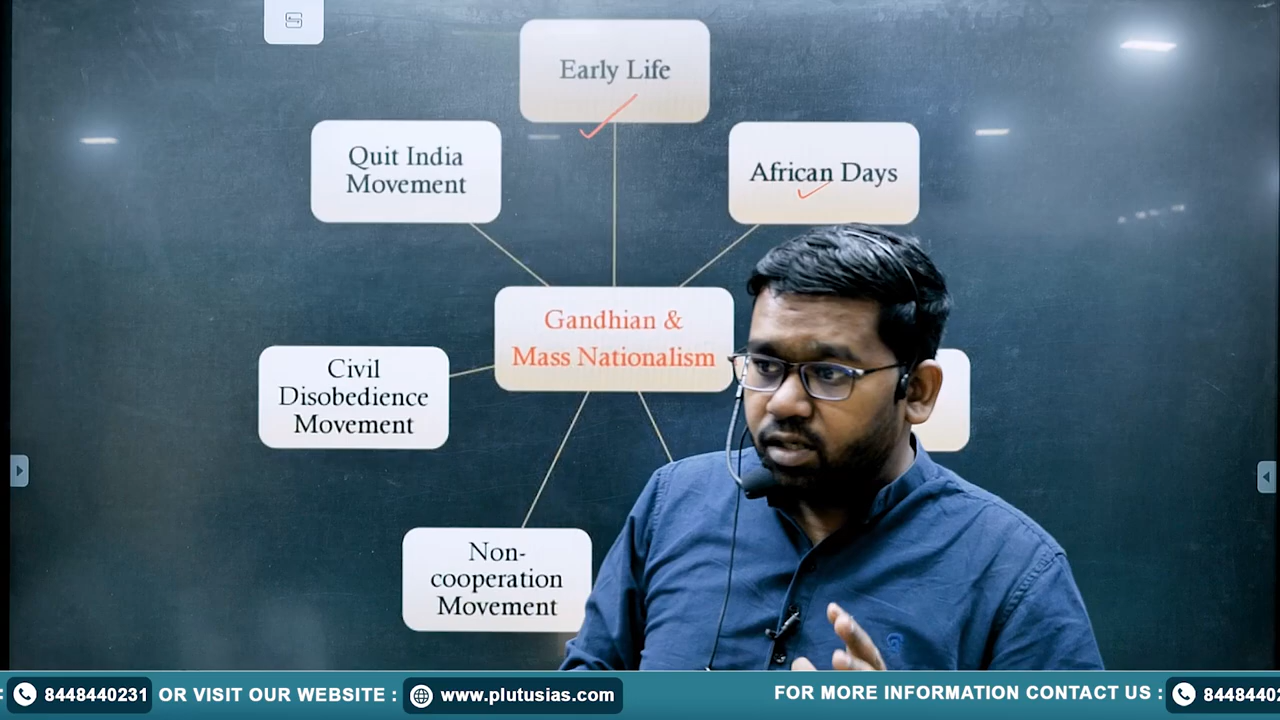 Early Life
Quit India
Movement
African Days
Gandhian &
Mass Nationalism
Civil
Disobedience
Movement
Non-
cooperation
Movement
: 8448440231 OR VISIT OUR WEBSITE : www.plutusias.com FOR MORE INFORMATION CONTACT US : 84484402